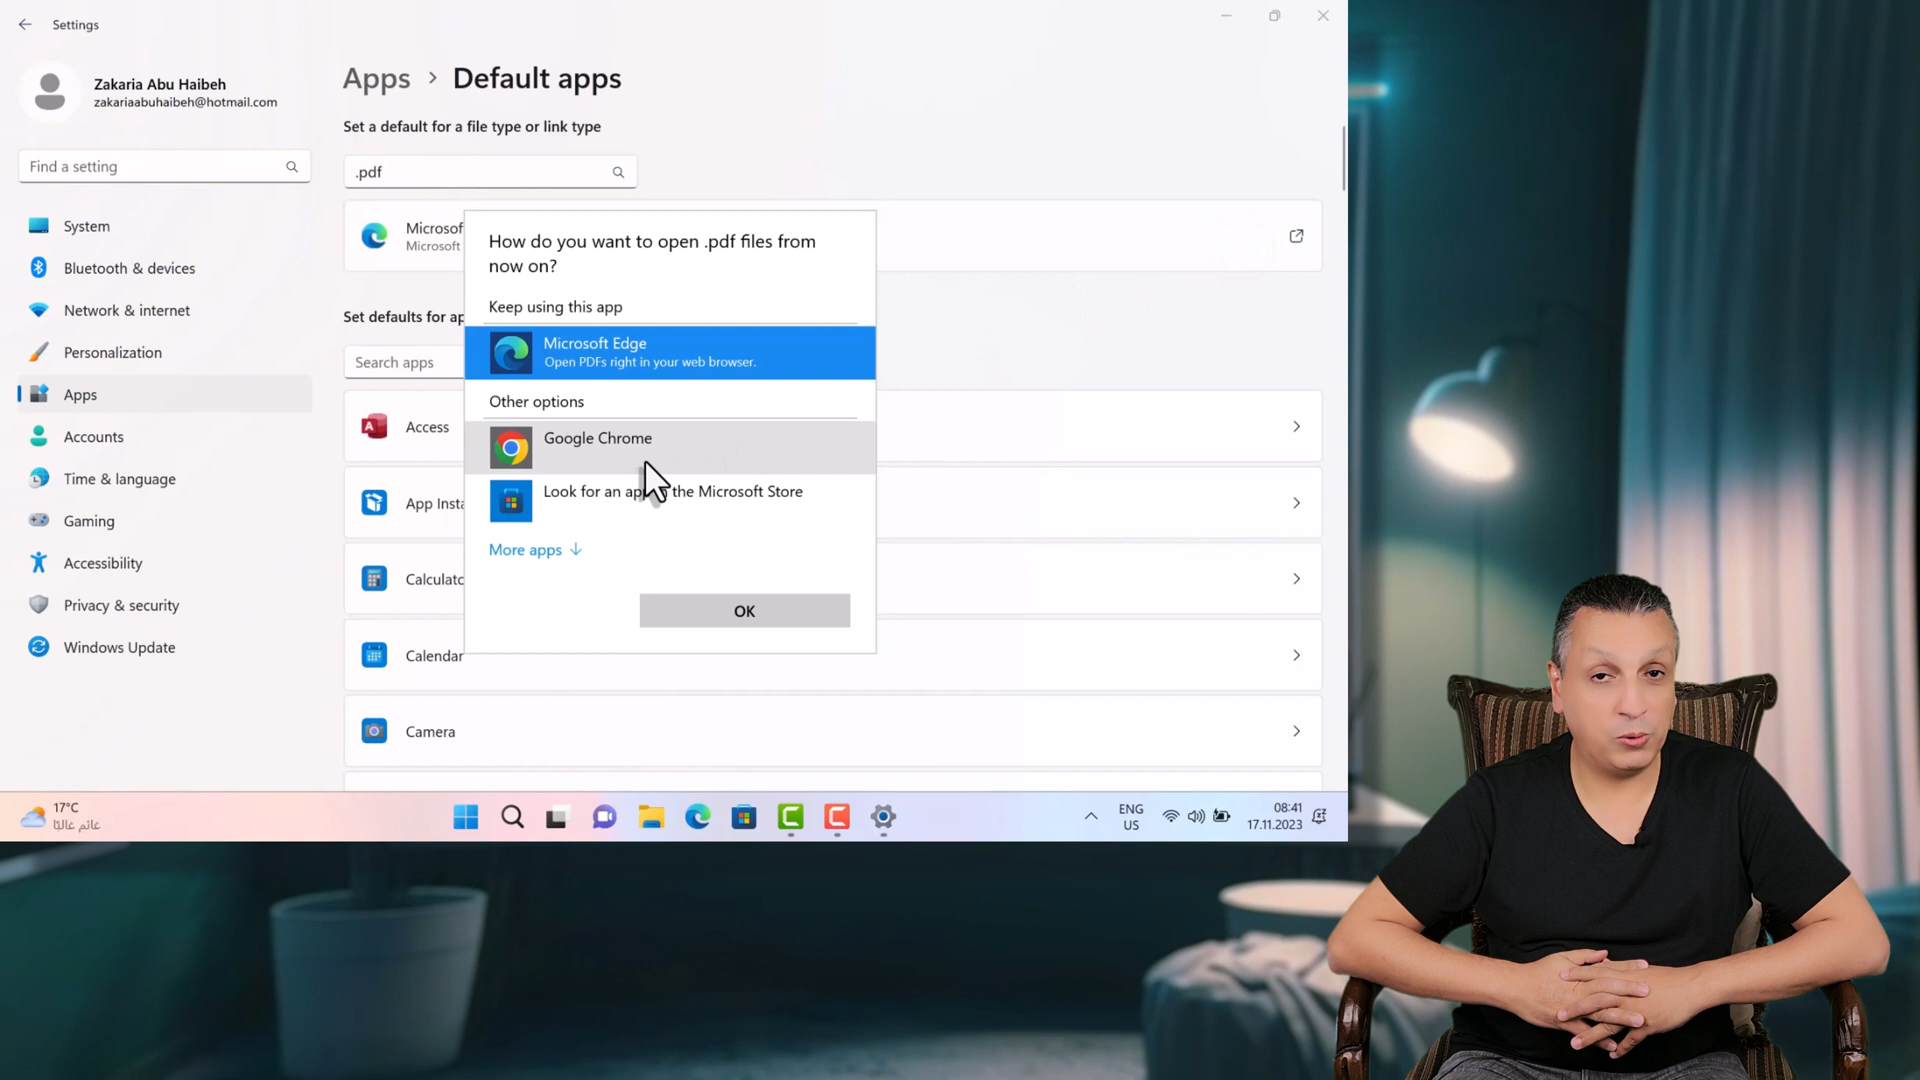 Settings
Zakaria Abu Haibeh
zakariaabuhaibeh@hotmail.com
Find a setting
System
Bluetooth & devices
Network & internet
Personalization
Apps
Accounts
Time & language
Gaming
Accessibility
Privacy & security
Windows Update
Apps > Default apps
Set a default for a file type or link type
.pdf
Microsof
Microsoft
Set defaults for ap
Search apps
Access
App Insta
Calculato
Calendar
Camera
How do you want to open .pdf files from
now on?
Keep using this app
Microsoft Edge
Open PDFs right in your web browser.
Other options
Google Chrome
Look for an ap the Microsoft Store
More apps
OK
17°C
غائم غالبًا
ENG
US
08:41
17.11.2023